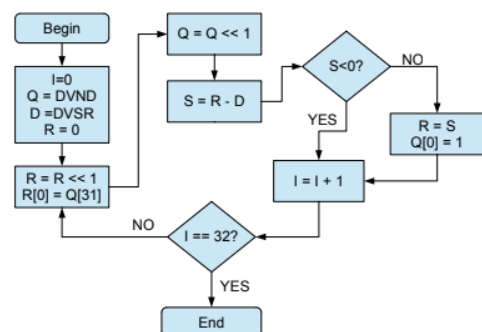 Begin
I=0
Q = DVND
D =DVSR
R = 0
R = R << 1
R[0] = Q[31]
Q = Q << 1
S = R - D
S<0?
NO
YES
R = S
Q[0] = 1
I = I + 1
I == 32?
NO
YES
End